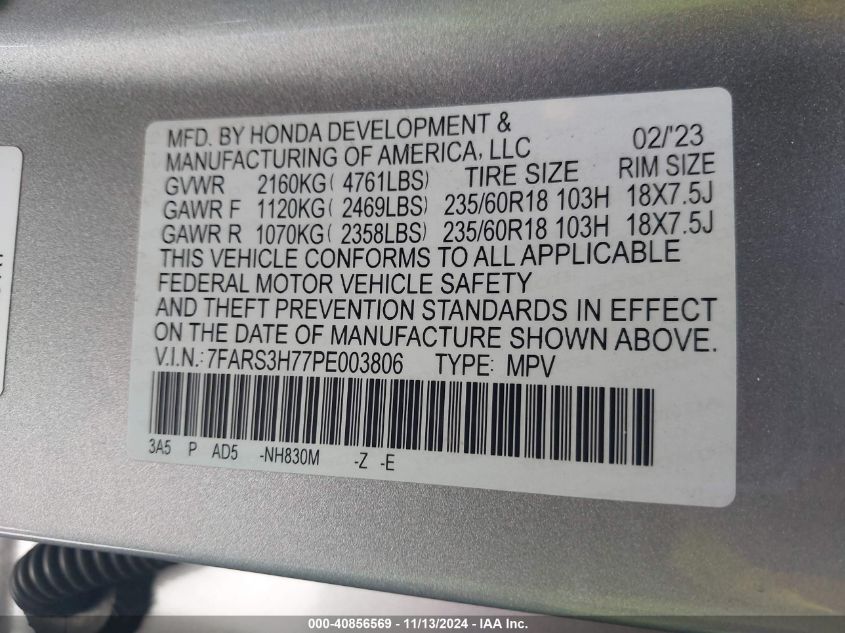 MFD. BY HONDA DEVELOPMENT &
MANUFACTURING OF AMERICA, LLC 02/'23
GVWR 2160KG( 4761LBS) TIRE SIZE RIM SIZE
GAWR F 1120KG( 2469LBS) 235/60R18 103H 18X7.5J
GAWR R 1070KG( 2358LBS) 235/60R18 103H 18X7.5J
THIS VEHICLE CONFORMS TO ALL APPLICABLE
FEDERAL MOTOR VEHICLE SAFETY
AND THEFT PREVENTION STANDARDS IN EFFECT
ON THE DATE OF MANUFACTURE SHOWN ABOVE.
V.I.N.: 7FARS3H77PE003806 TYPE: MPV
3A5 P AD5 -NH830M -Z -E
000-40856569 - 11/13/2024 - IAA Inc.